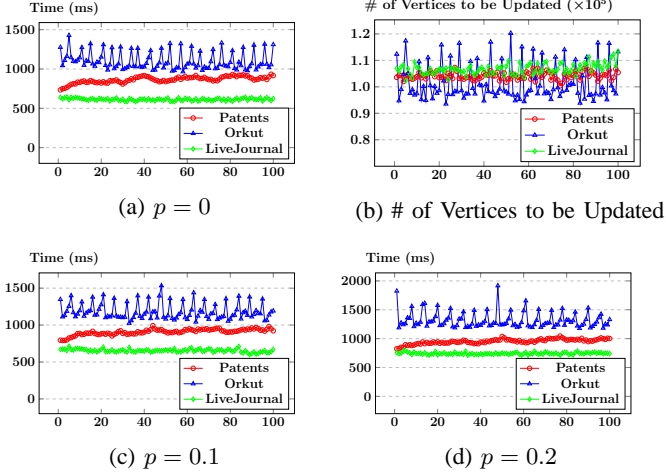 Time (ms)
1500
1000
500
0
0
20
40
60
80
100
Patents
Orkut
LiveJournal
(a) p = 0
# of Vertices to be Updated (×10⁵)
1.2
1.1
1.0
0.9
0.8
0
20
40
60
80
100
Patents
Orkut
LiveJournal
(b) # of Vertices to be Updated
Time (ms)
1500
1000
500
0
0
20
40
60
80
100
Patents
Orkut
LiveJournal
(c) p = 0.1
Time (ms)
2000
1500
1000
500
0
0
20
40
60
80
100
Patents
Orkut
LiveJournal
(d) p = 0.2